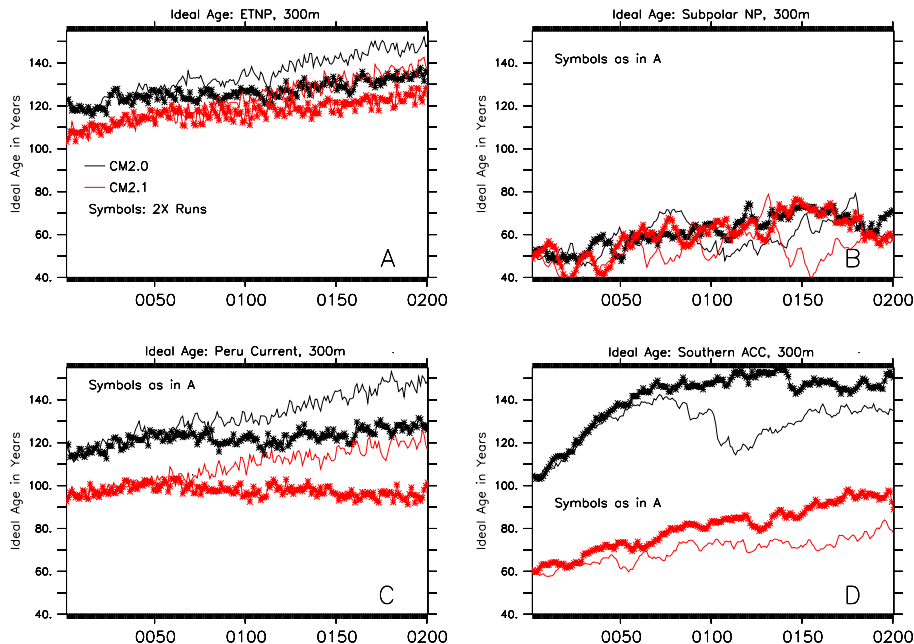 Ideal Age: ETNP, 300m
Ideal Age in Years
140.
120.
100.
80.
60.
40.
CM2.0
CM2.1
Symbols: 2X Runs
A
0050 0100 0150 0200
Ideal Age: Subpolar NP, 300m
Ideal Age in Years
140.
120.
100.
80.
60.
40.
Symbols as in A
B
0050 0100 0150 0200
Ideal Age: Peru Current, 300m
Ideal Age in Years
140.
120.
100.
80.
60.
40.
Symbols as in A
C
0050 0100 0150 0200
Ideal Age: Southern ACC, 300m
Ideal Age in Years
140.
120.
100.
80.
60.
40.
Symbols as in A
D
0050 0100 0150 0200